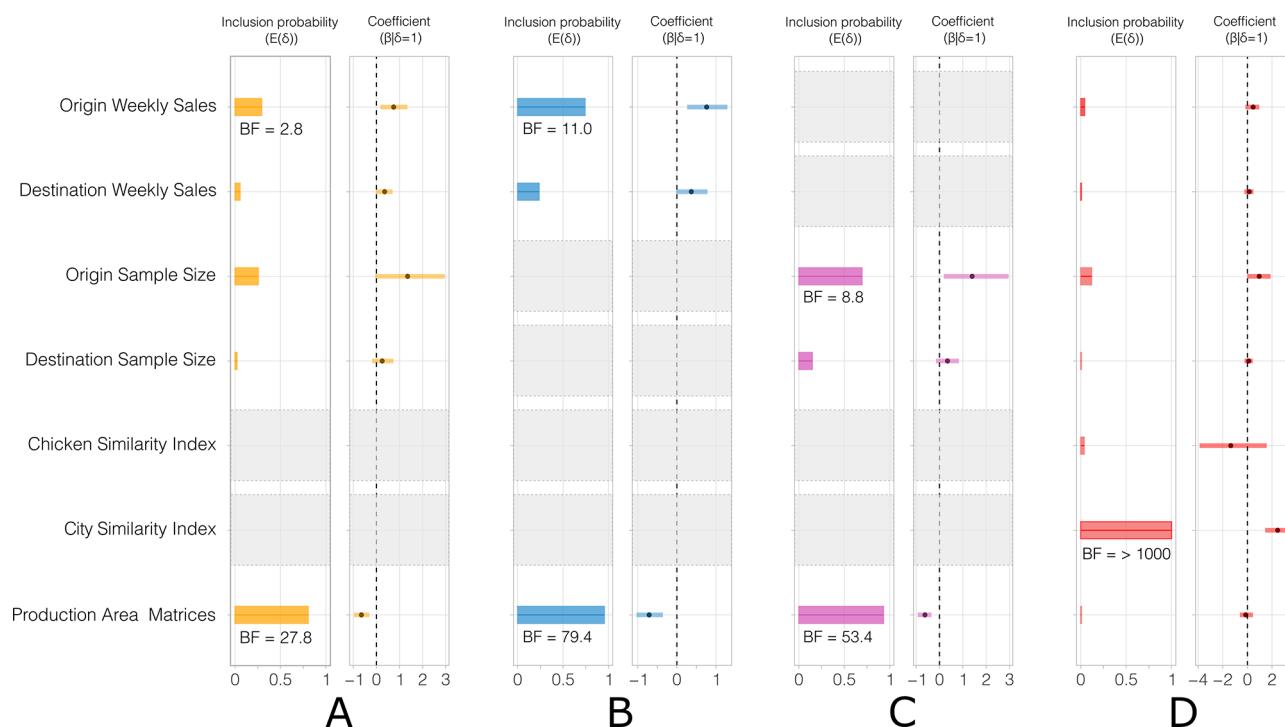 Inclusion probability Coefficient Inclusion probability Coefficient Inclusion probability Coefficient Inclusion probability Coefficient
(E(δ)) (β|δ=1) (E(δ)) (β|δ=1) (E(δ)) (β|δ=1) (E(δ)) (β|δ=1)
Origin Weekly Sales
BF = 2.8 BF = 11.0
Destination Weekly Sales
Origin Sample Size
BF = 8.8
Destination Sample Size
Chicken Similarity Index
City Similarity Index
BF = > 1000
Production Area Matrices
BF = 27.8 BF = 79.4 BF = 53.4
0 0.5 1 −1 0 1 2 3 0 0.5 1 −1 0 1 0 0.5 1 −1 0 1 2 3 0 0.5 1 −4 −2 0 2
A B C D